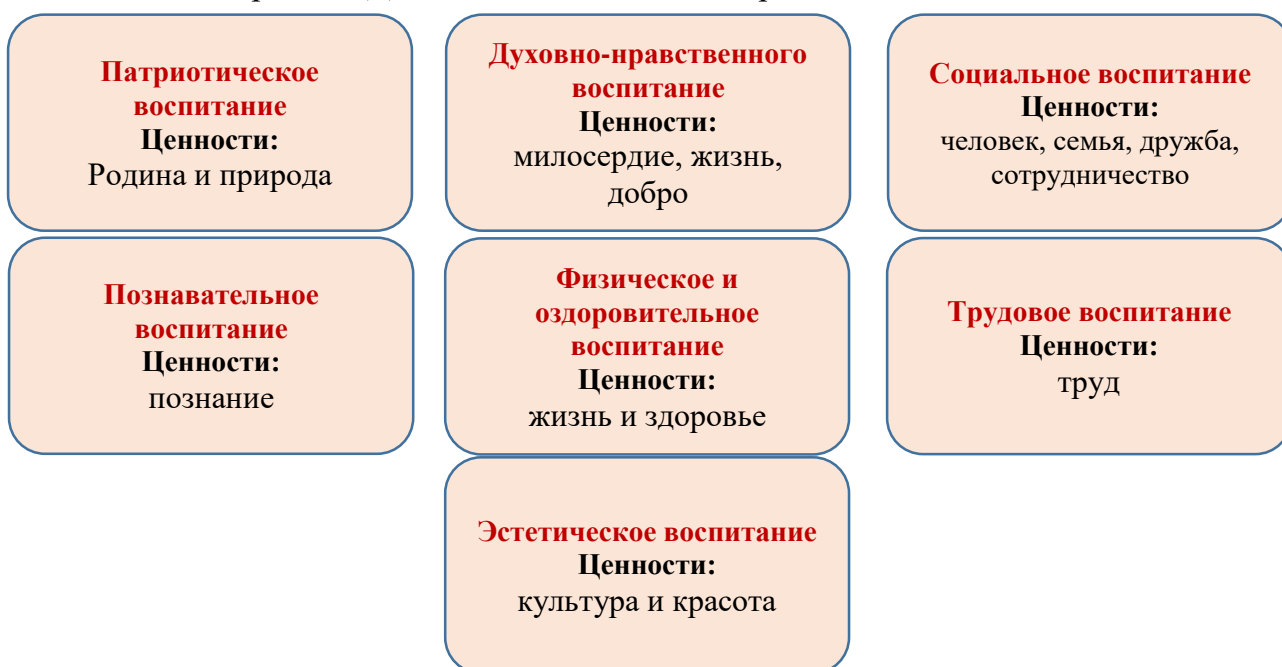 Патриотическое
воспитание
Ценности:
Родина и природа
Духовно-нравственного
воспитание
Ценности:
милосердие, жизнь,
добро
Социальное воспитание
Ценности:
человек, семья, дружба,
сотрудничество
Познавательное
воспитание
Ценности:
познание
Физическое и
оздоровительное
воспитание
Ценности:
жизнь и здоровье
Трудовое воспитание
Ценности:
труд
Эстетическое воспитание
Ценности:
культура и красота